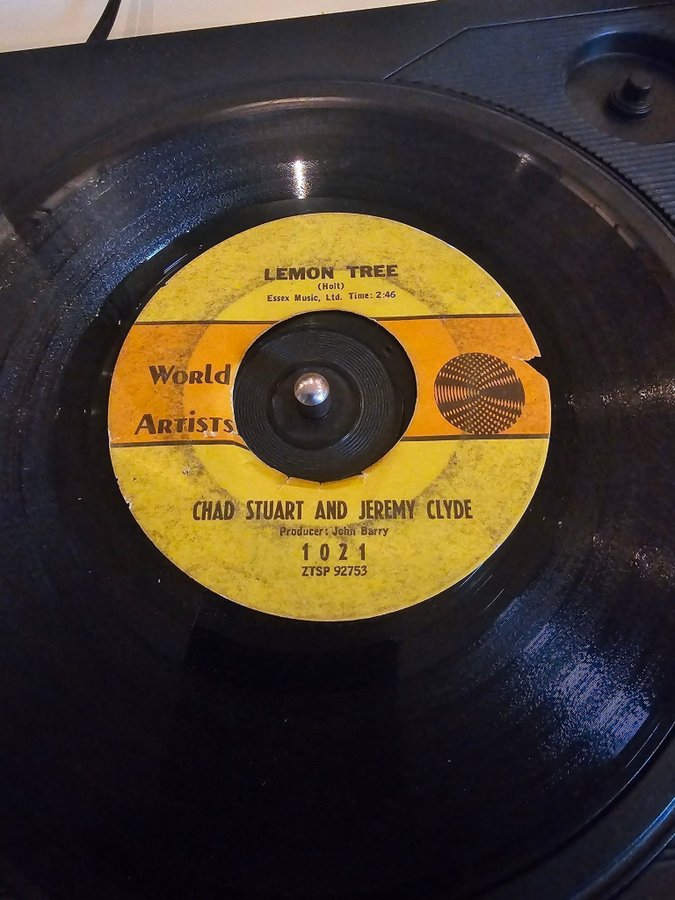 LEMON TREE
(Holt)
Essex Music, Ltd. Time: 2:46
World
Artists
CHAD STUART AND JEREMY CLYDE
Producer: John Barry
1021
ZTSP 92753